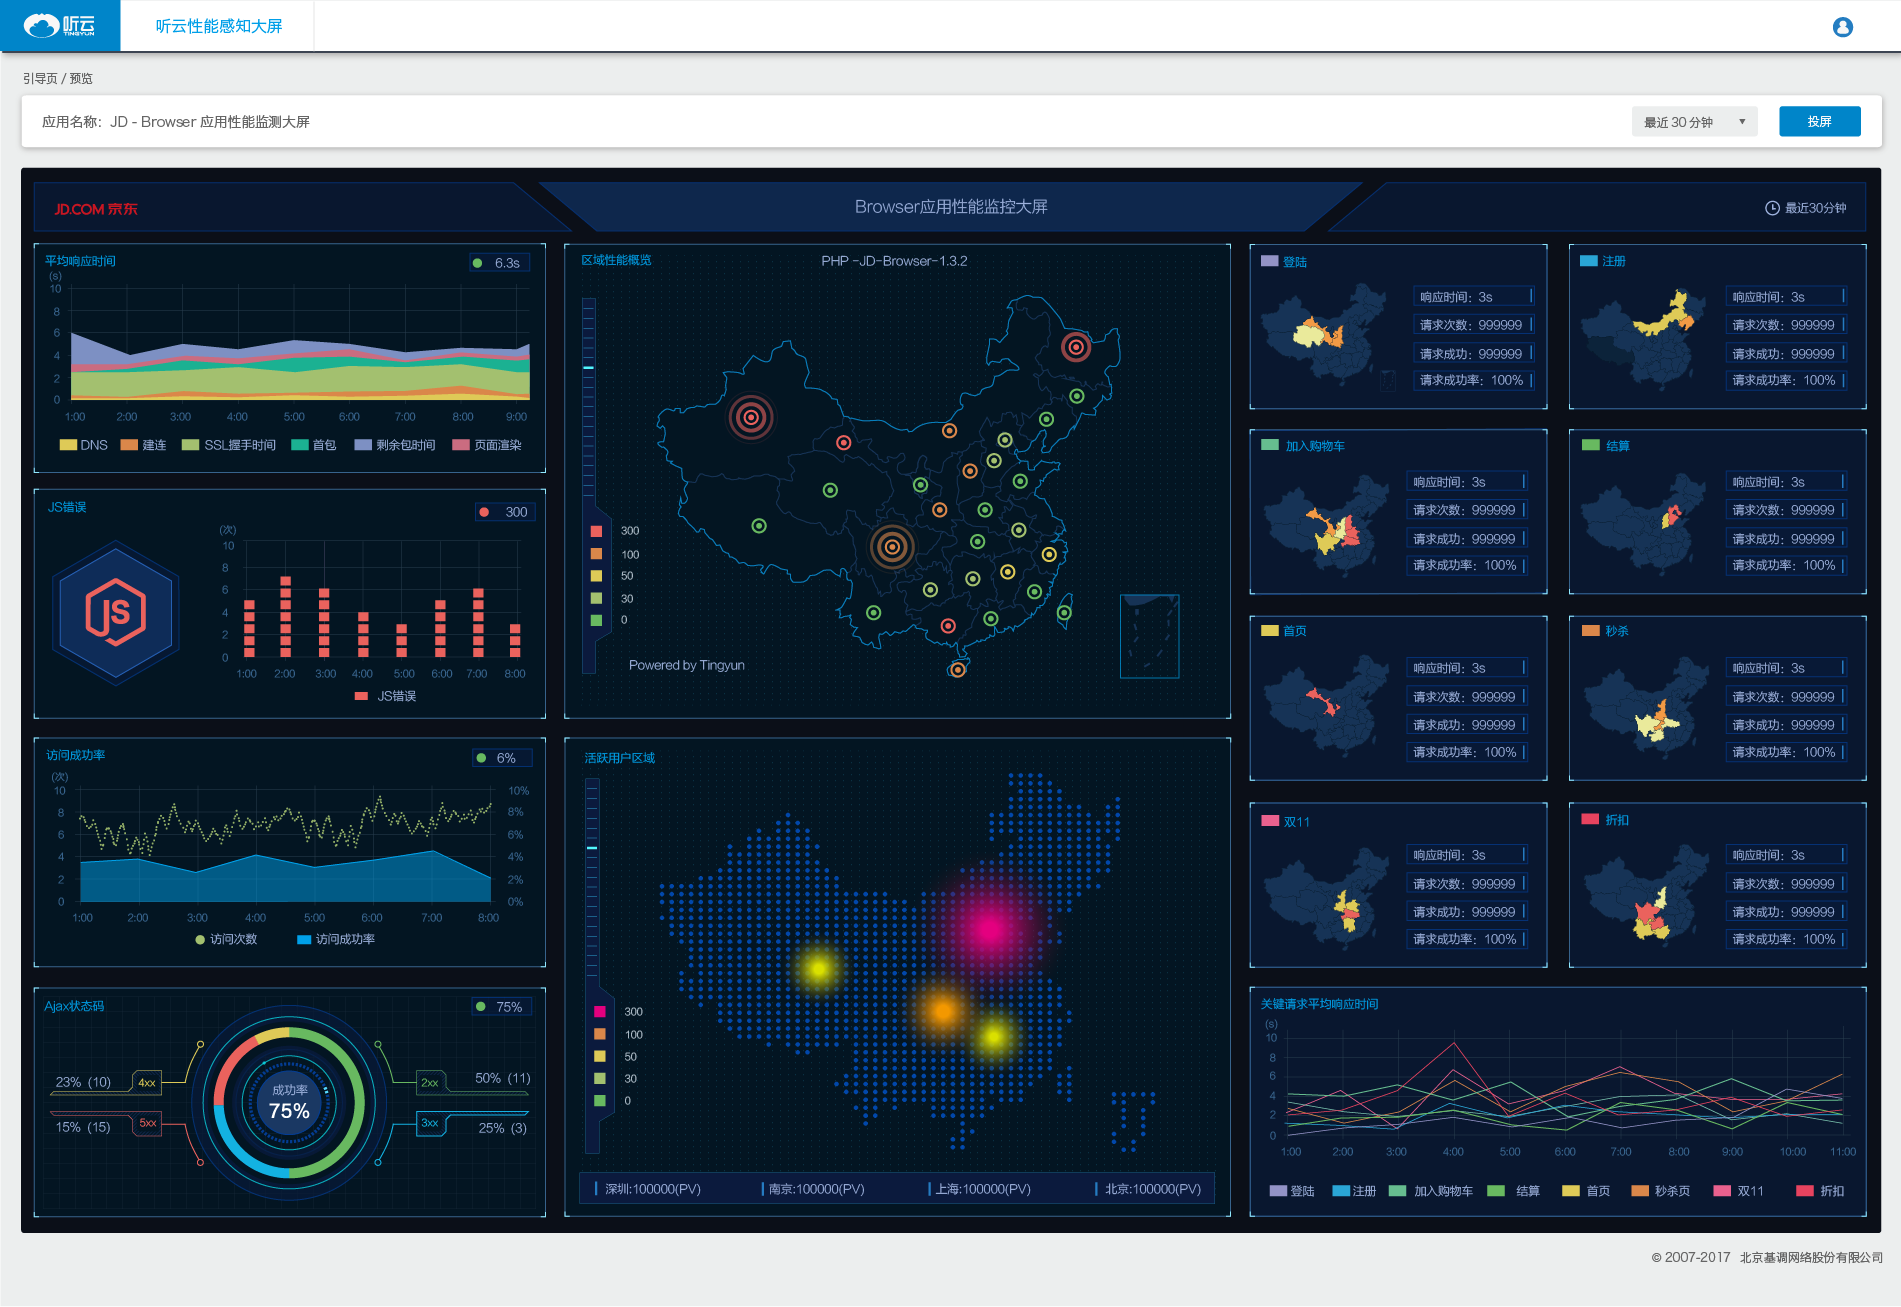 听云
TINGYUN
听云性能感知大屏
引导页 / 预览
应用名称：JD - Browser 应用性能监测大屏
最近 30 分钟
投屏
JD.COM 京东
Browser应用性能监控大屏
最近30分钟
平均响应时间
6.3s
(s)
10
8
6
4
2
0
1:00 2:00 3:00 4:00 5:00 6:00 7:00 8:00 9:00
DNS 建连 SSL握手时间 首包 剩余包时间 页面渲染
JS错误
300
(次)
10
8
6
4
2
0
JS
1:00 2:00 3:00 4:00 5:00 6:00 7:00 8:00
JS错误
访问成功率
6%
(次)
10 10%
8 8%
6 6%
4 4%
2 2%
0 0%
1:00 2:00 3:00 4:00 5:00 6:00 7:00 8:00
访问次数 访问成功率
Ajax状态码
75%
23% (10) 4xx
2xx 50% (11)
成功率
75%
15% (15) 5xx
3xx 25% (3)
区域性能概览
PHP -JD-Browser-1.3.2
300
100
50
30
0
Powered by Tingyun
活跃用户区域
300
100
50
30
0
深圳:100000(PV) 南京:100000(PV) 上海:100000(PV) 北京:100000(PV)
登陆
响应时间：3s
请求次数：999999
请求成功：999999
请求成功率：100%
注册
响应时间：3s
请求次数：999999
请求成功：999999
请求成功率：100%
加入购物车
响应时间：3s
请求次数：999999
请求成功：999999
请求成功率：100%
结算
响应时间：3s
请求次数：999999
请求成功：999999
请求成功率：100%
首页
响应时间：3s
请求次数：999999
请求成功：999999
请求成功率：100%
秒杀
响应时间：3s
请求次数：999999
请求成功：999999
请求成功率：100%
双11
响应时间：3s
请求次数：999999
请求成功：999999
请求成功率：100%
折扣
响应时间：3s
请求次数：999999
请求成功：999999
请求成功率：100%
关键请求平均响应时间
(s)
10
8
6
4
2
0
1:00 2:00 3:00 4:00 5:00 6:00 7:00 8:00 9:00 10:00 11:00
登陆 注册 加入购物车 结算 首页 秒杀页 双11 折扣
© 2007-2017 北京基调网络股份有限公司